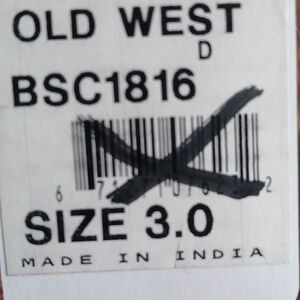 OLD WEST
D
BSC1816
SIZE 3.0
MADE IN INDIA